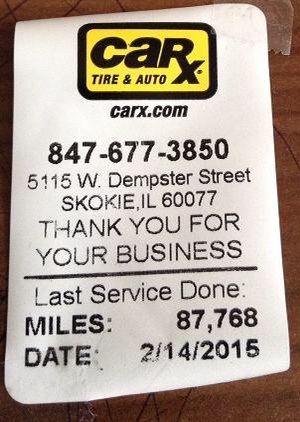 carx
TIRE & AUTO
carx.com
847-677-3850
5115 W. Dempster Street
SKOKIE,IL 60077
THANK YOU FOR
YOUR BUSINESS
Last Service Done:
MILES: 87,768
DATE: 2/14/2015